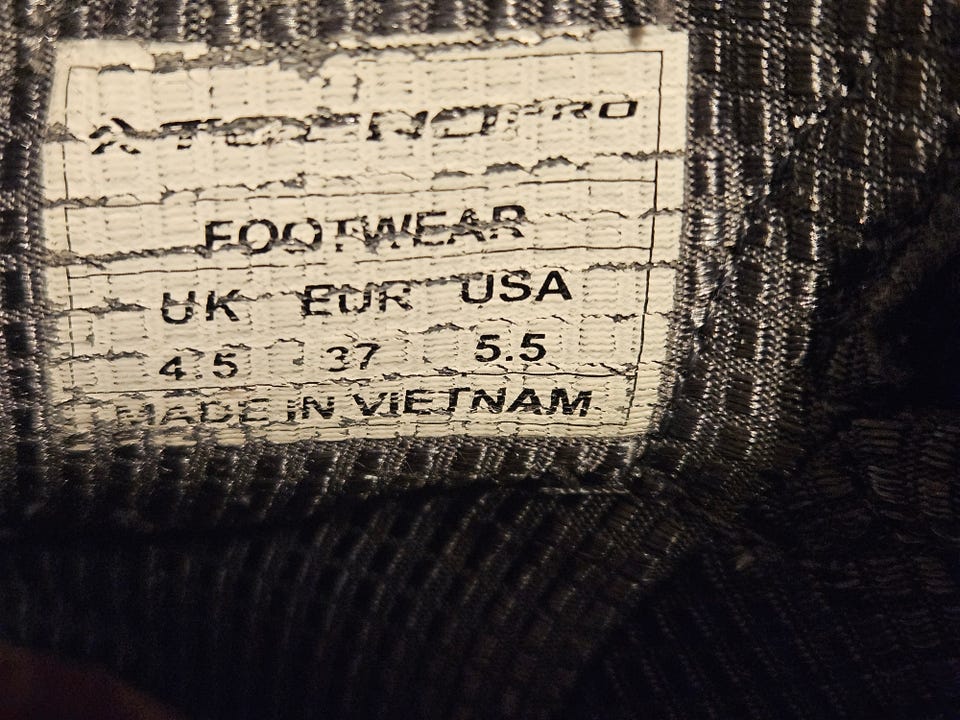 FOOTWEAR
UK EUR USA
4.5 37 5.5
MADE IN VIETNAM